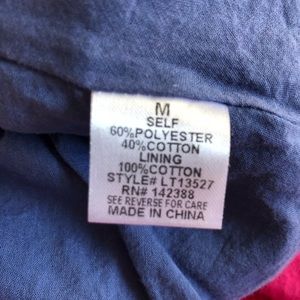 M
SELF
60%POLYESTER
40%COTTON
LINING
100%COTTON
STYLE# LT13527
RN# 142388
SEE REVERSE FOR CARE
MADE IN CHINA